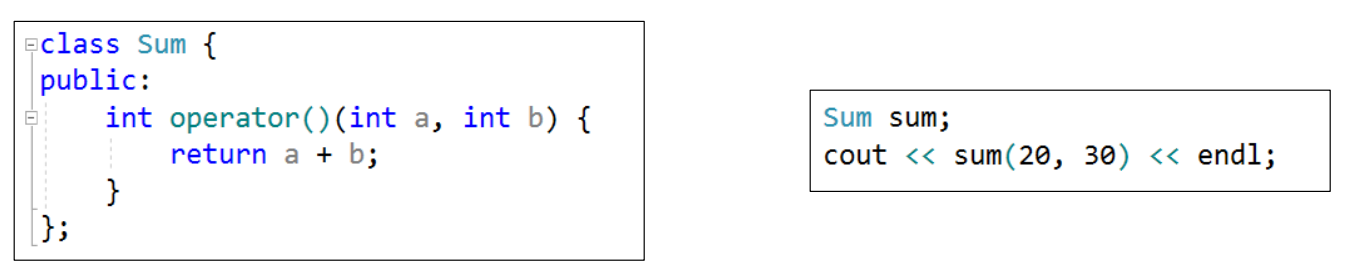 class Sum {
public:
    int operator()(int a, int b) {
        return a + b;
    }
};
Sum sum;
cout << sum(20, 30) << endl;